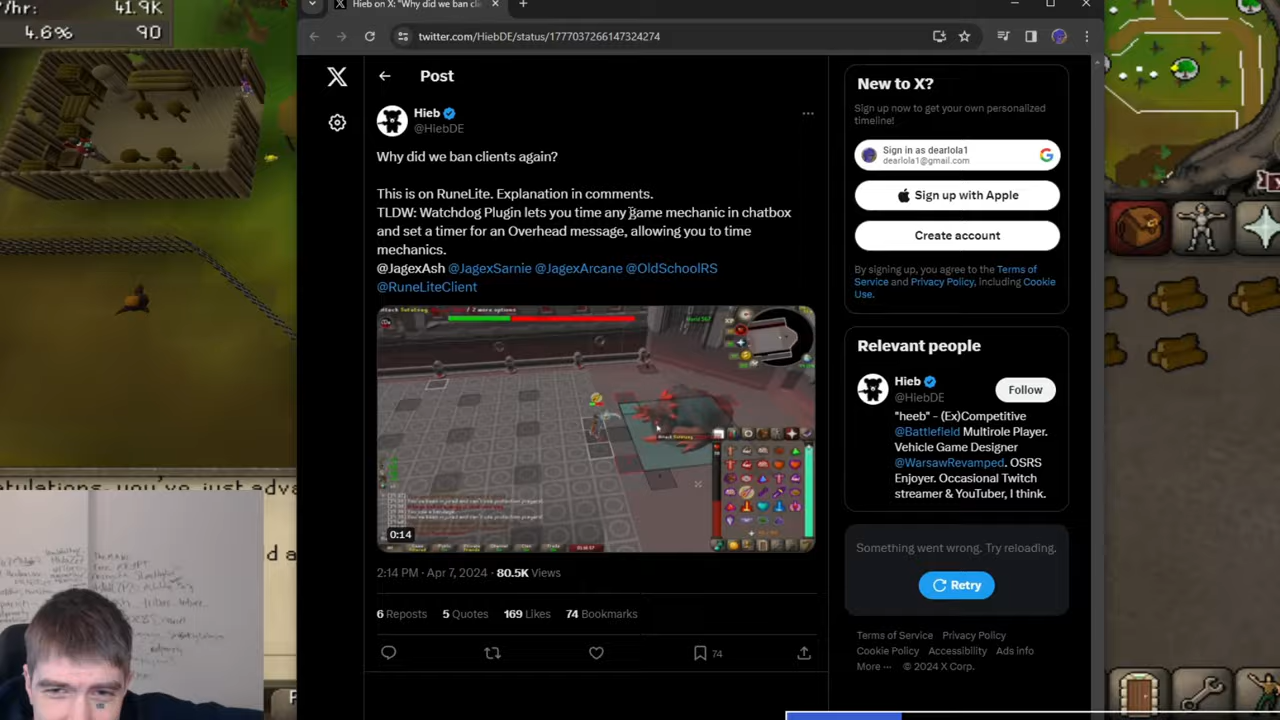 /hr:
41.9K
4.6%
90
Hieb on X: "Why did we ban cli
twitter.com/HiebDE/status/1777037266147324274
Post
Hieb
@HiebDE
Why did we ban clients again?
This is on RuneLite. Explanation in comments.
TLDW: Watchdog Plugin lets you time any game mechanic in chatbox
and set a timer for an Overhead message, allowing you to time
mechanics.
@JagexAsh @JagexSarnie @JagexArcane @OldSchoolRS
@RuneLiteClient
0:14
2:14 PM · Apr 7, 2024 · 80.5K Views
6 Reposts 5 Quotes 169 Likes 74 Bookmarks
74
New to X?
Sign up now to get your own personalized
timeline!
Sign in as dearlola1
dearlola1@gmail.com
Sign up with Apple
Create account
By signing up, you agree to the Terms of
Service and Privacy Policy, including Cookie
Use.
Relevant people
Hieb
@HiebDE
Follow
"heeb" - (Ex)Competitive
@Battlefield Multirole Player.
Vehicle Game Designer
@WarsawRevamped. OSRS
Enjoyer. Occasional Twitch
streamer & YouTuber, I think.
Something went wrong. Try reloading.
Retry
Terms of Service Privacy Policy
Cookie Policy Accessibility Ads info
More ··· © 2024 X Corp.